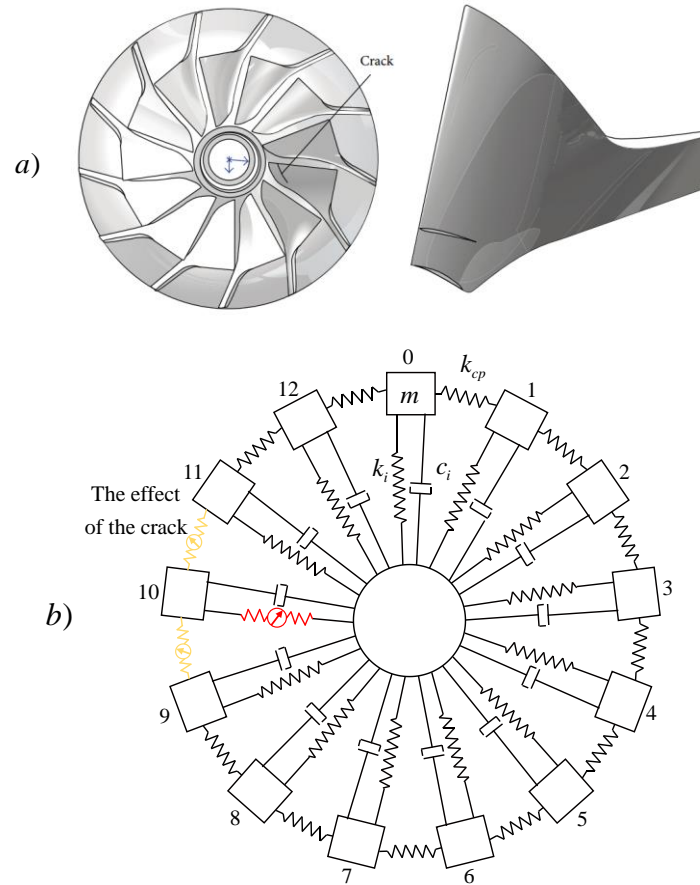 Crack
a)
0
k_cp
12
1
m
11
k_i
c_i
2
The effect
of the crack
10
3
b)
9
4
8
5
7
6